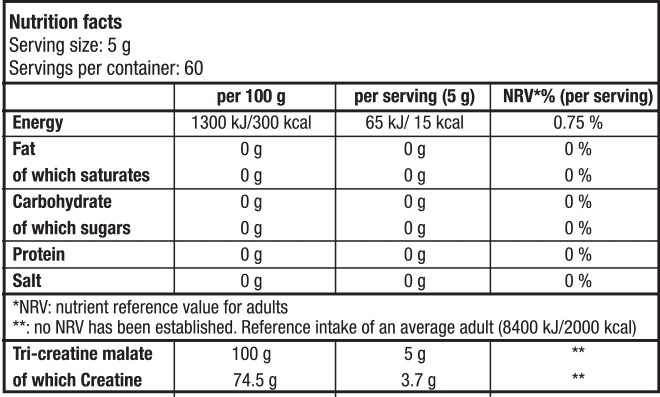 Nutrition facts
Serving size: 5 g
Servings per container: 60
per 100 g per serving (5 g) NRV*% (per serving)
Energy 1300 kJ/300 kcal 65 kJ/ 15 kcal 0.75 %
Fat 0 g 0 g 0 %
of which saturates 0 g 0 g 0 %
Carbohydrate 0 g 0 g 0 %
of which sugars 0 g 0 g 0 %
Protein 0 g 0 g 0 %
Salt 0 g 0 g 0 %
*NRV: nutrient reference value for adults
**: no NRV has been established. Reference intake of an average adult (8400 kJ/2000 kcal)
Tri-creatine malate 100 g 5 g **
of which Creatine 74.5 g 3.7 g **